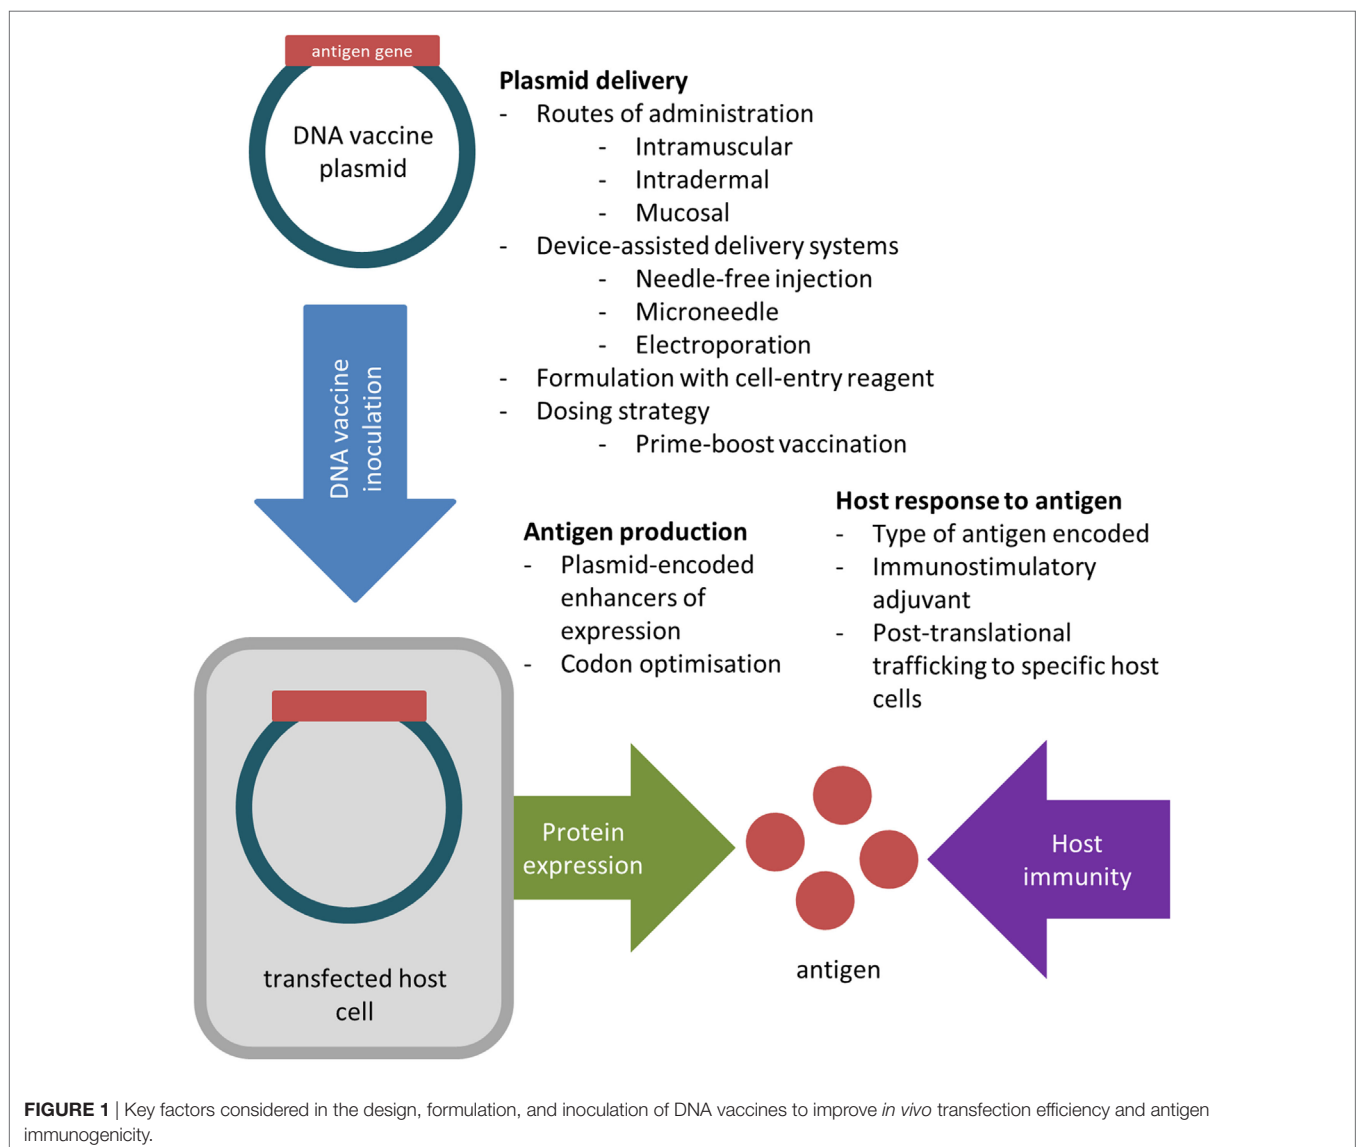 antigen gene
DNA vaccine
plasmid
Plasmid delivery
- Routes of administration
- Intramuscular
- Intradermal
- Mucosal
- Device-assisted delivery systems
- Needle-free injection
- Microneedle
- Electroporation
- Formulation with cell-entry reagent
- Dosing strategy
- Prime-boost vaccination
DNA vaccine
inoculation
Antigen production
- Plasmid-encoded
enhancers of
expression
- Codon optimisation
Host response to antigen
- Type of antigen encoded
- Immunostimulatory
adjuvant
- Post-translational
trafficking to specific host
cells
transfected host
cell
Protein
expression
antigen
Host
immunity
FIGURE 1 | Key factors considered in the design, formulation, and inoculation of DNA vaccines to improve in vivo transfection efficiency and antigen
immunogenicity.